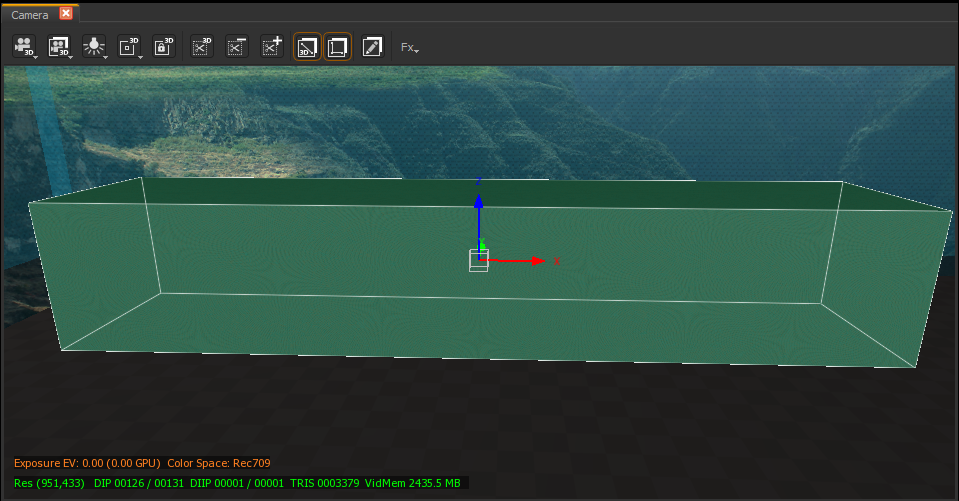 Camera
3D 3D 3D 3D 3D 3D Fx
Z
Y
X
Exposure EV: 0.00 (0.00 GPU) Color Space: Rec709
Res (951,433) DIP 00126 / 00131 DIIP 00001 / 00001 TRIS 0003379 VidMem 2435.5 MB